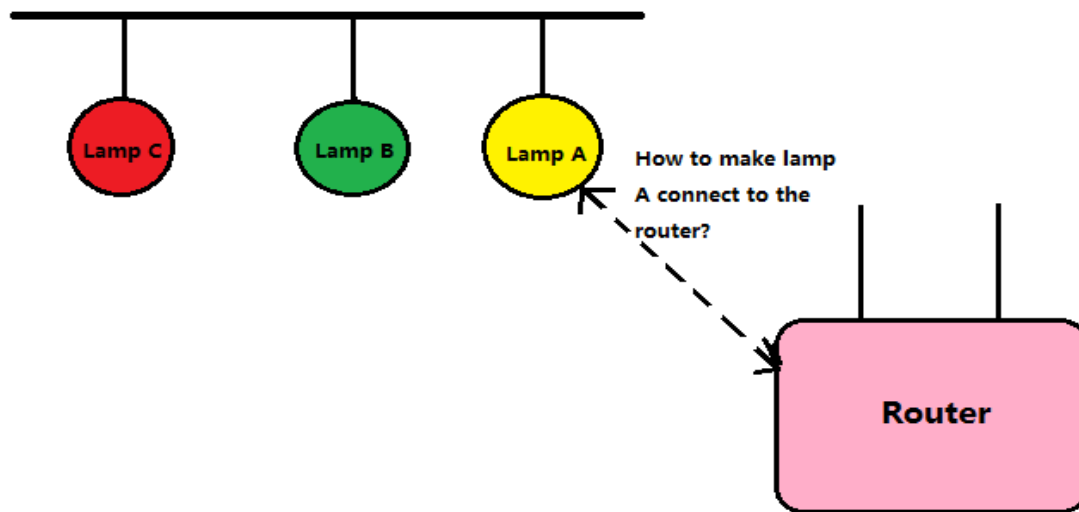 Lamp C
Lamp B
Lamp A
How to make lamp
A connect to the
router?
Router